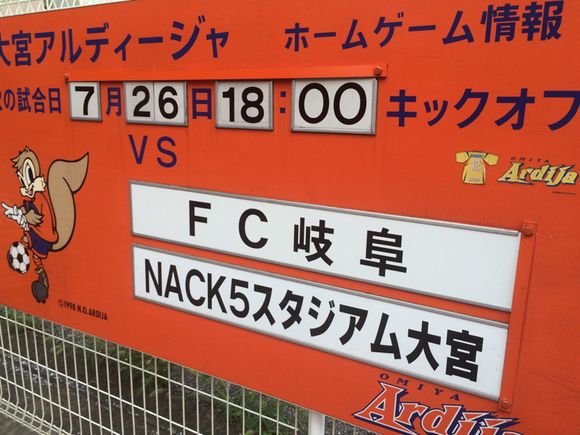 大宮アルディージャ ホームゲーム情報
の試合日 7月26日 18:00 キックオフ
VS
12
OMIYA
Ardija
FC岐阜
NACK5スタジアム大宮
©1998 N.O.ARDIJA
OMIYA
Ardija